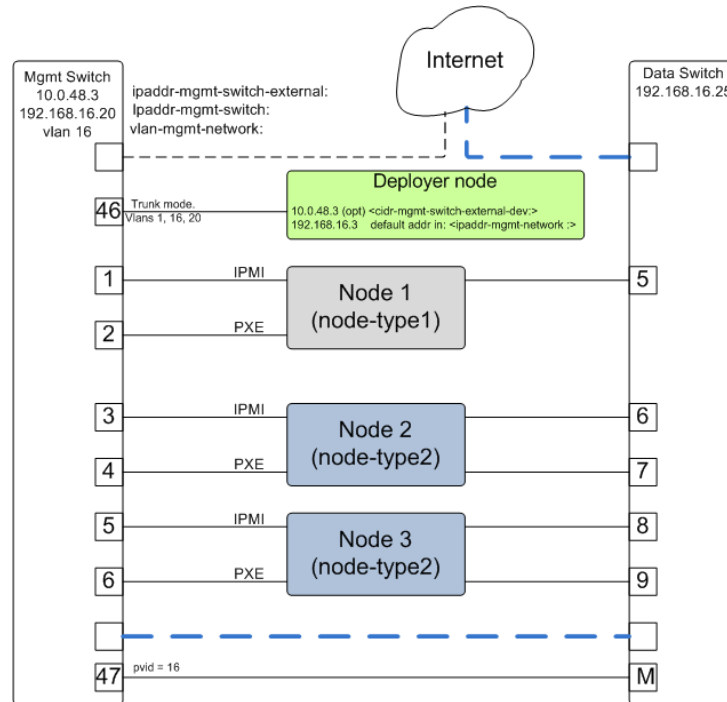 Internet
Mgmt Switch
10.0.48.3
192.168.16.20
vlan 16
ipaddr-mgmt-switch-external:
Ipaddr-mgmt-switch:
vlan-mgmt-network:
Data Switch
192.168.16.25
46
Trunk mode.
Vlans 1, 16, 20
Deployer node
10.0.48.3 (opt) <cidr-mgmt-switch-external-dev:>
192.168.16.3 default addr in: <ipaddr-mgmt-network :>
1
IPMI
Node 1
(node-type1)
5
2
PXE
3
IPMI
Node 2
(node-type2)
6
4
PXE
7
5
IPMI
Node 3
(node-type2)
8
6
PXE
9
47
pvid = 16
M